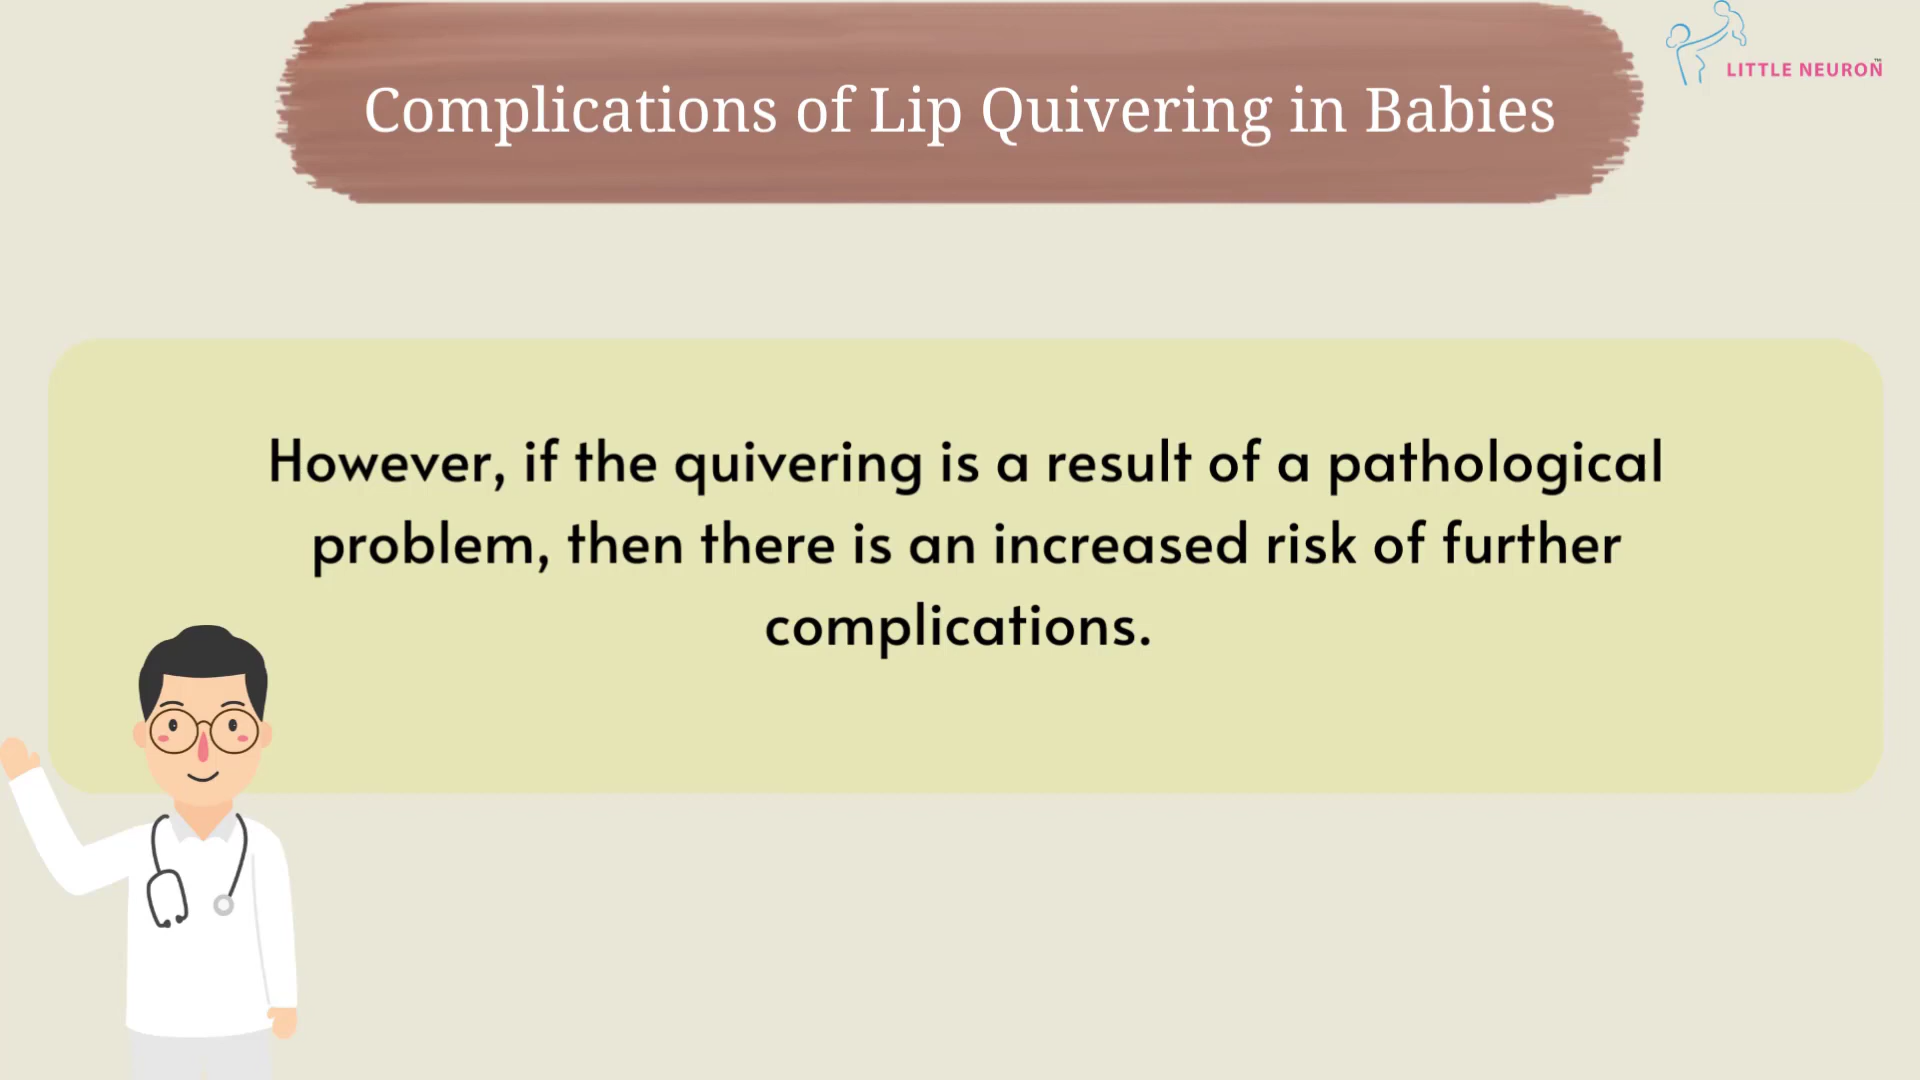 Complications of Lip Quivering in Babies
LITTLE NEURON™
However, if the quivering is a result of a pathological
problem, then there is an increased risk of further
complications.